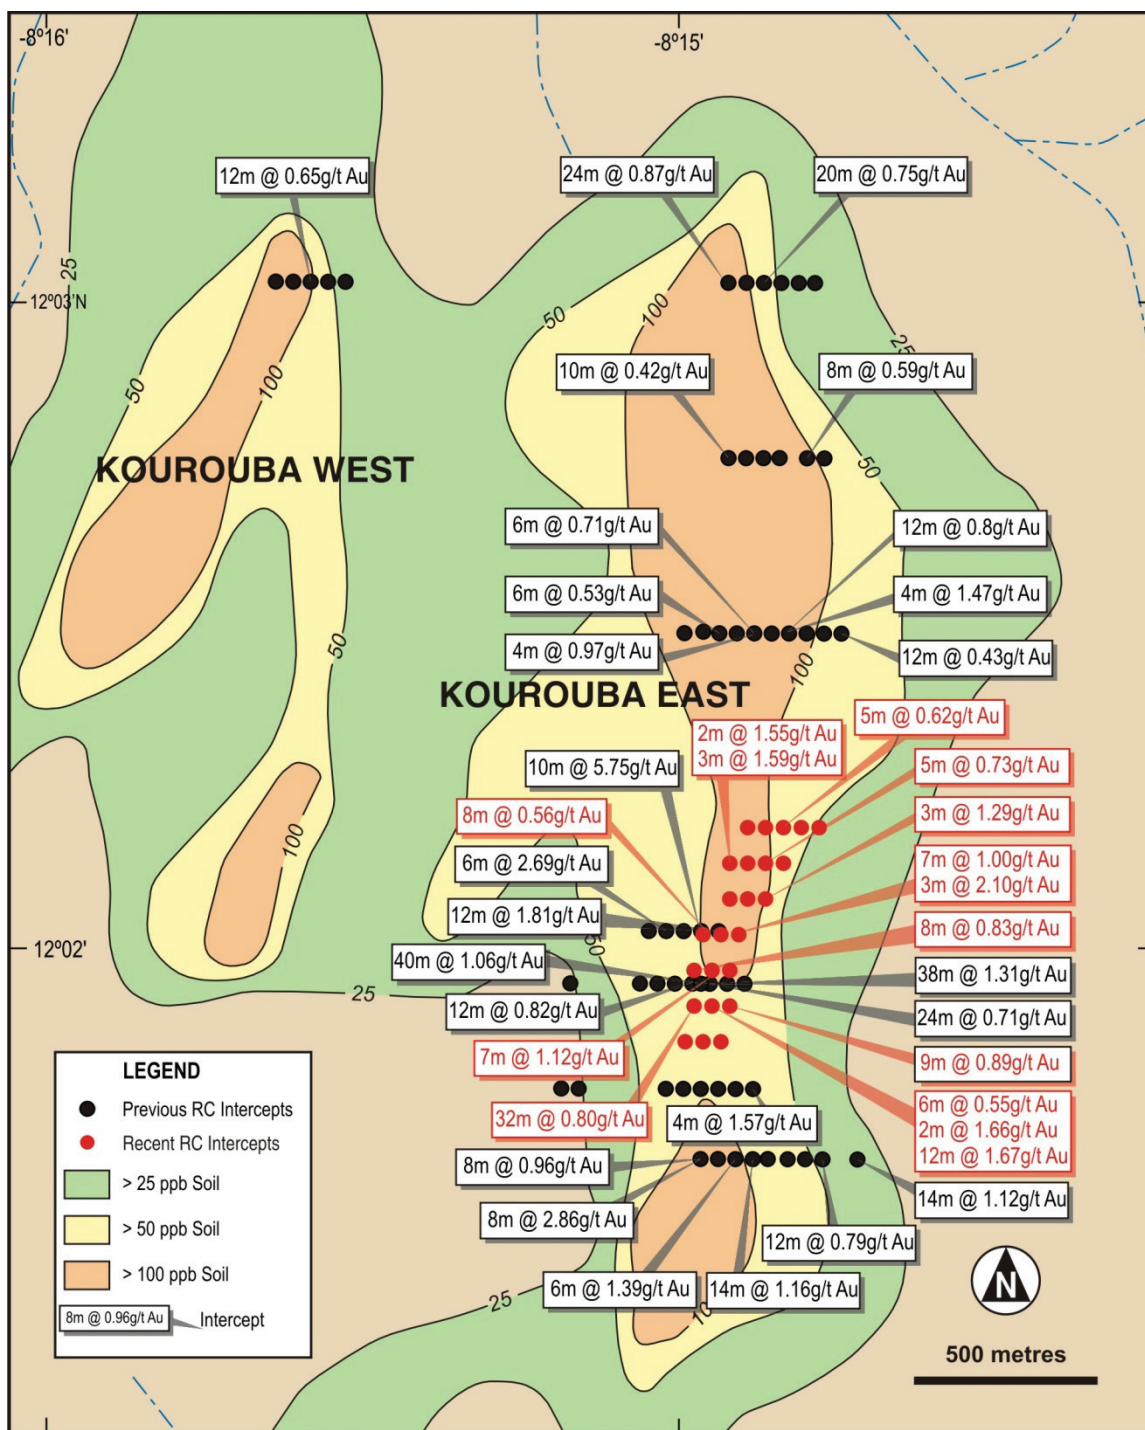 -8º16'
-8º15'
12m @ 0.65g/t Au
24m @ 0.87g/t Au
20m @ 0.75g/t Au
25
12º03'N
50
100
25
50
100
10m @ 0.42g/t Au
8m @ 0.59g/t Au
50
KOUROUBA WEST
6m @ 0.71g/t Au
12m @ 0.8g/t Au
6m @ 0.53g/t Au
4m @ 1.47g/t Au
4m @ 0.97g/t Au
12m @ 0.43g/t Au
50
100
KOUROUBA EAST
5m @ 0.62g/t Au
2m @ 1.55g/t Au
3m @ 1.59g/t Au
10m @ 5.75g/t Au
5m @ 0.73g/t Au
8m @ 0.56g/t Au
3m @ 1.29g/t Au
100
6m @ 2.69g/t Au
7m @ 1.00g/t Au
3m @ 2.10g/t Au
12m @ 1.81g/t Au
8m @ 0.83g/t Au
12º02'
50
40m @ 1.06g/t Au
38m @ 1.31g/t Au
25
12m @ 0.82g/t Au
24m @ 0.71g/t Au
7m @ 1.12g/t Au
9m @ 0.89g/t Au
32m @ 0.80g/t Au
4m @ 1.57g/t Au
6m @ 0.55g/t Au
2m @ 1.66g/t Au
12m @ 1.67g/t Au
8m @ 0.96g/t Au
14m @ 1.12g/t Au
8m @ 2.86g/t Au
12m @ 0.79g/t Au
6m @ 1.39g/t Au
14m @ 1.16g/t Au
25
LEGEND
Previous RC Intercepts
Recent RC Intercepts
> 25 ppb Soil
> 50 ppb Soil
> 100 ppb Soil
8m @ 0.96g/t Au
Intercept
N
500 metres